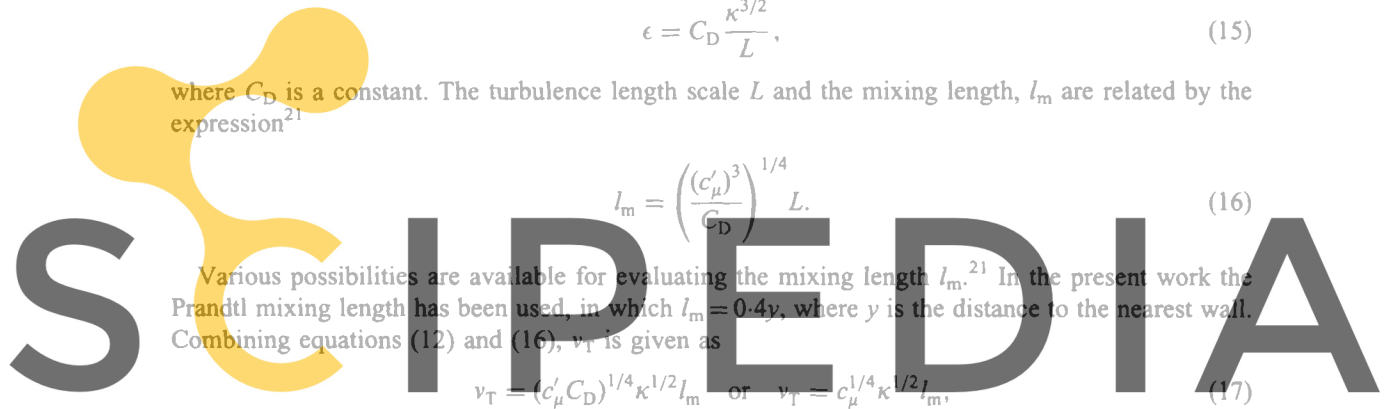 ϵ = C_D κ^{3/2} / L , (15)
where C_D is a constant. The turbulence length scale L and the mixing length, l_m are related by the
expression^{21}
l_m = ( (c'_μ)^3 / C_D )^{1/4} L. (16)
SCIPEDIA
Various possibilities are available for evaluating the mixing length l_m.^{21} In the present work the
Prandtl mixing length has been used, in which l_m = 0·4y, where y is the distance to the nearest wall.
Combining equations (12) and (16), ν_T is given as
ν_T = (c'_μ C_D)^{1/4} κ^{1/2} l_m or ν_T = c_μ^{1/4} κ^{1/2} l_m, (17)